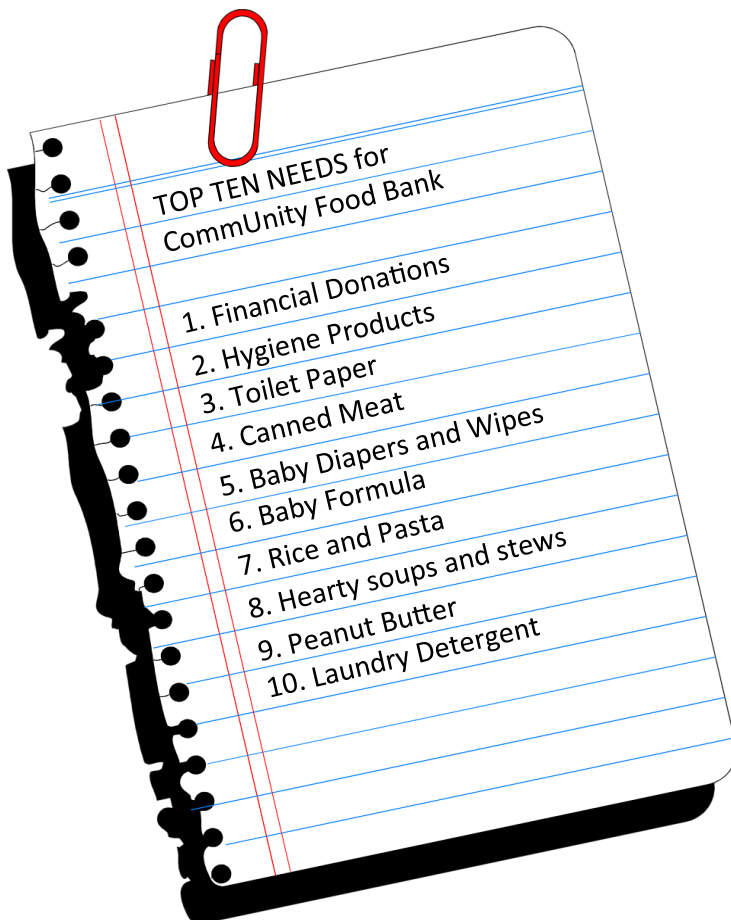 TOP TEN NEEDS for
CommUnity Food Bank
1. Financial Donations
2. Hygiene Products
3. Toilet Paper
4. Canned Meat
5. Baby Diapers and Wipes
6. Baby Formula
7. Rice and Pasta
8. Hearty soups and stews
9. Peanut Butter
10. Laundry Detergent